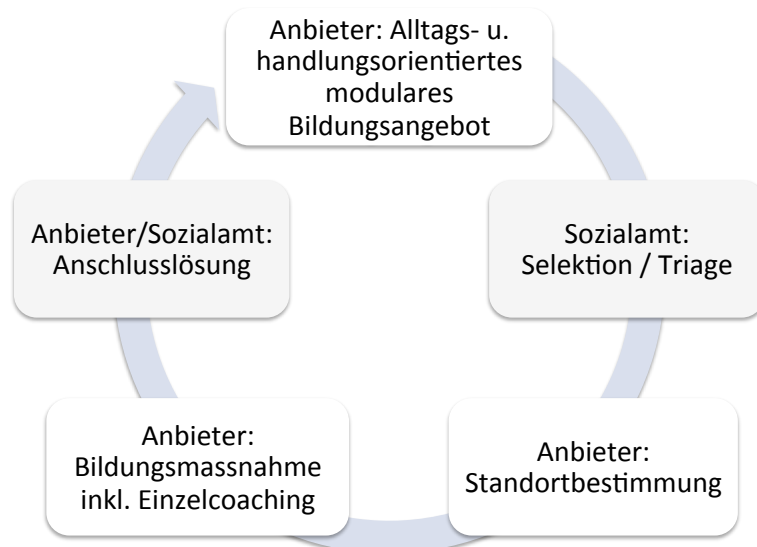 Anbieter: Alltags- u.
handlungsorientiertes
modulares
Bildungsangebot
Anbieter/Sozialamt:
Anschlusslösung
Sozialamt:
Selektion / Triage
Anbieter:
Bildungsmassnahme
inkl. Einzelcoaching
Anbieter:
Standortbestimmung